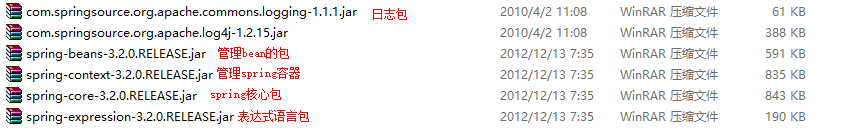 com.springsource.org.apache.commons.logging-1.1.1.jar 日志包 2010/4/2 11:08 WinRAR 压缩文件 61 KB
com.springsource.org.apache.log4j-1.2.15.jar 2010/4/2 11:08 WinRAR 压缩文件 388 KB
spring-beans-3.2.0.RELEASE.jar 管理bean的包 2012/12/13 7:35 WinRAR 压缩文件 591 KB
spring-context-3.2.0.RELEASE.jar 管理spring容器 2012/12/13 7:35 WinRAR 压缩文件 835 KB
spring-core-3.2.0.RELEASE.jar spring核心包 2012/12/13 7:35 WinRAR 压缩文件 843 KB
spring-expression-3.2.0.RELEASE.jar 表达式语言包 2012/12/13 7:35 WinRAR 压缩文件 190 KB